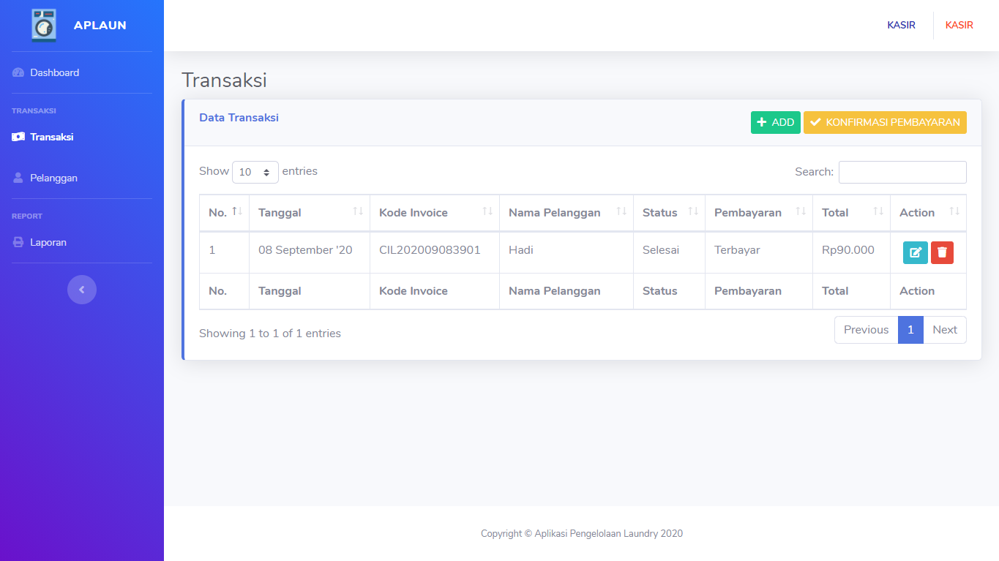 APLAUN
KASIR
KASIR
Dashboard
TRANSAKSI
Transaksi
Pelanggan
REPORT
Laporan
Transaksi
Data Transaksi
ADD
KONFIRMASI PEMBAYARAN
Show 10 entries
Search:
No. Tanggal Kode Invoice Nama Pelanggan Status Pembayaran Total Action
1 08 September '20 CIL202009083901 Hadi Selesai Terbayar Rp90.000
No. Tanggal Kode Invoice Nama Pelanggan Status Pembayaran Total Action
Showing 1 to 1 of 1 entries
Previous 1 Next
Copyright © Aplikasi Pengelolaan Laundry 2020